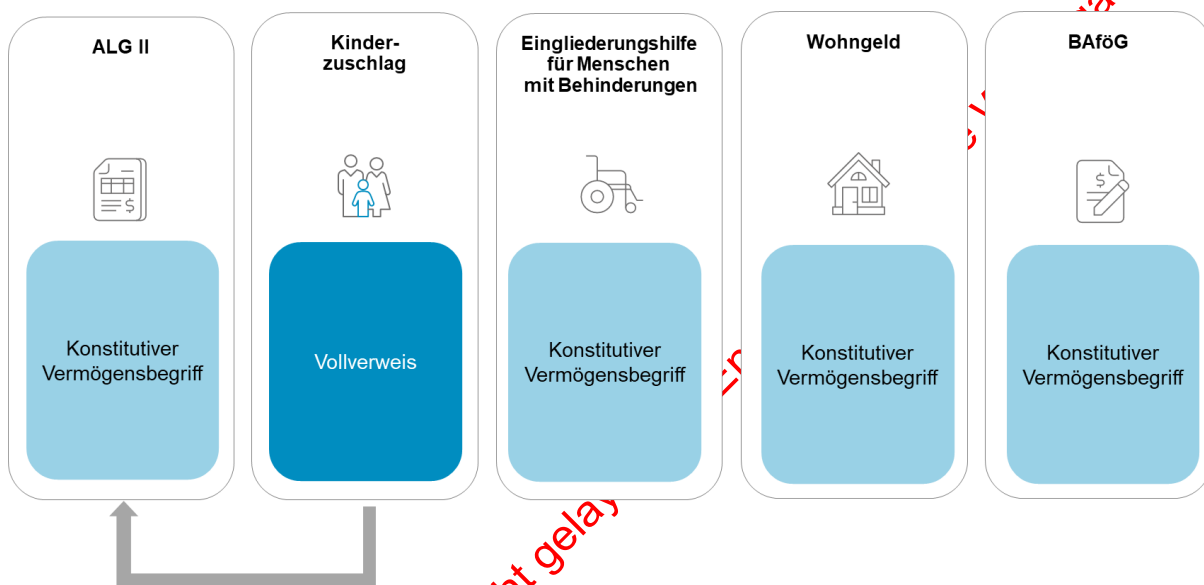 ALG II
Kinder-
zuschlag
Eingliederungshilfe
für Menschen
mit Behinderungen
Wohngeld
BAföG
Konstitutiver
Vermögensbegriff
Vollverweis
Konstitutiver
Vermögensbegriff
Konstitutiver
Vermögensbegriff
Konstitutiver
Vermögensbegriff